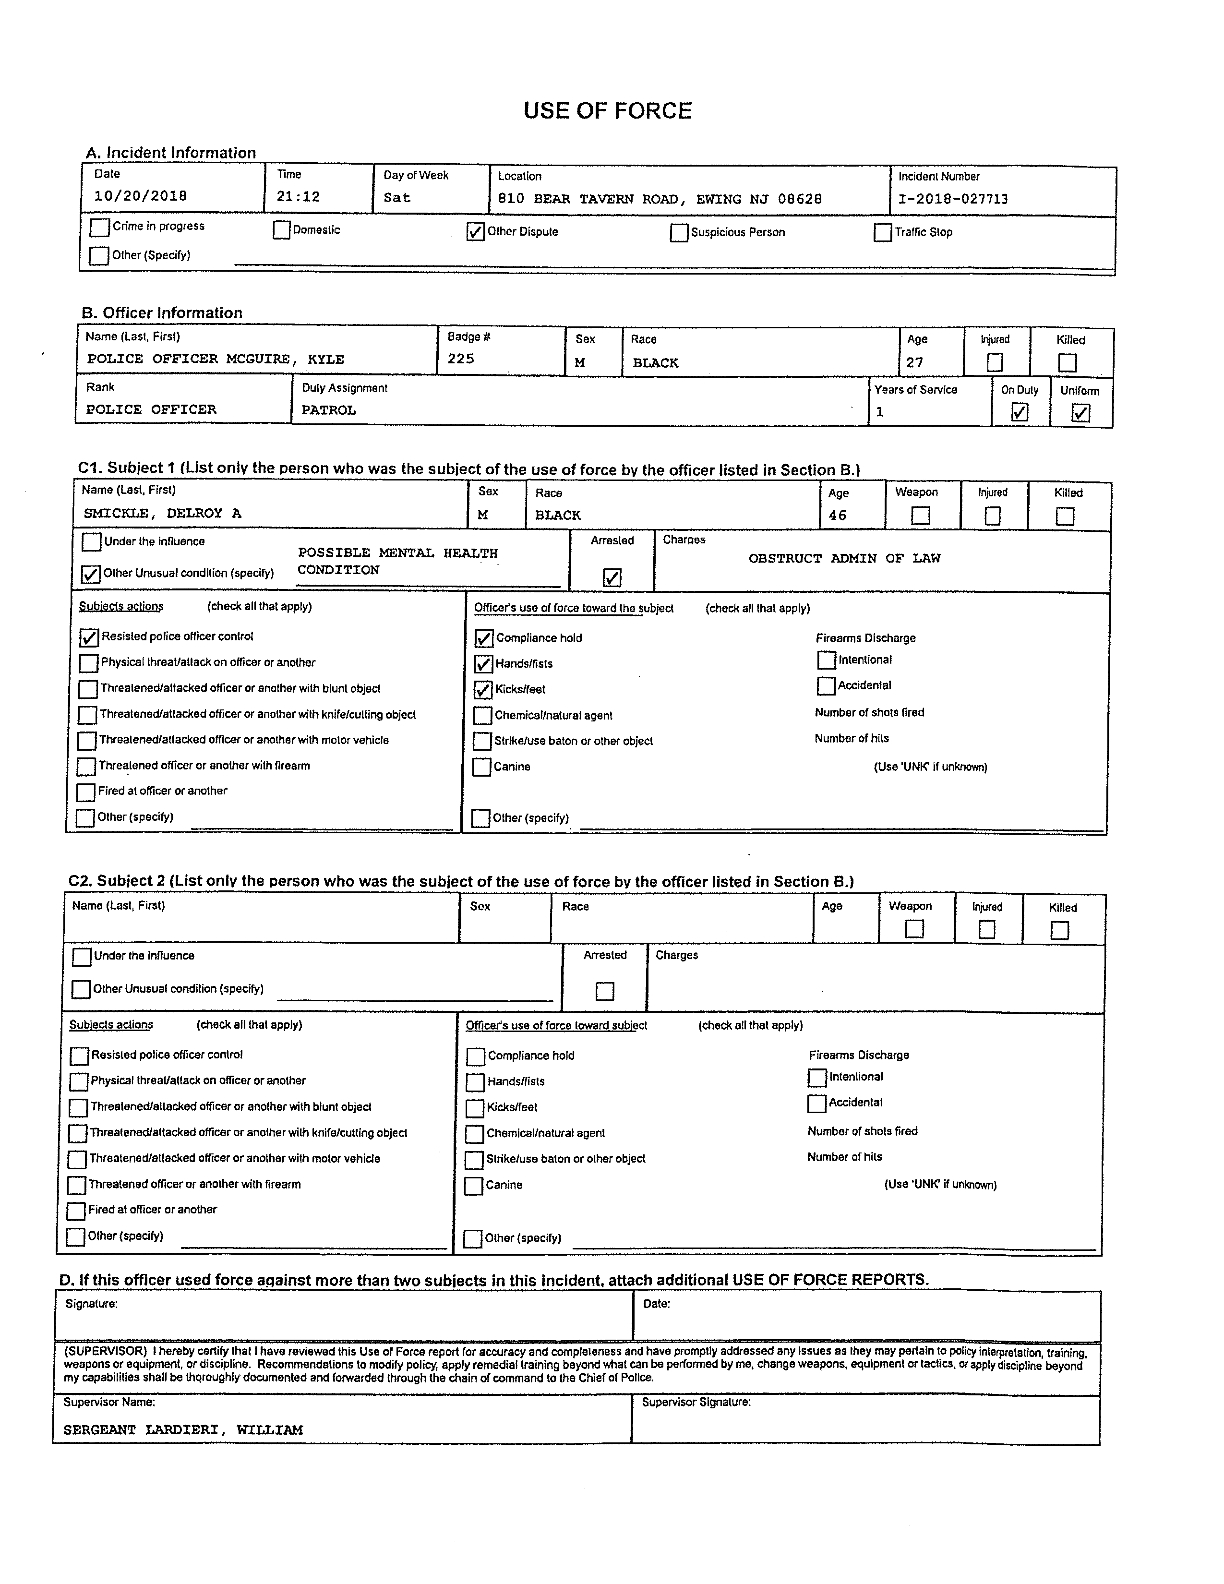 USE OF FORCE
A. Incident Information
Date Time Day of Week Location Incident Number
10/20/2018 21:12 Sat 810 BEAR TAVERN ROAD, EWING NJ 08628 I-2018-027713
Crime in progress Domestic Other Dispute Suspicious Person Traffic Stop
Other (Specify)
B. Officer Information
Name (Last, First) Badge # Sex Race Age Injured Killed
POLICE OFFICER MCGUIRE, KYLE 225 M BLACK 27
Rank Duty Assignment Years of Service On Duty Uniform
POLICE OFFICER PATROL 1
C1. Subject 1 (List only the person who was the subject of the use of force by the officer listed in Section B.)
Name (Last, First) Sex Race Age Weapon Injured Killed
SMICKLE, DELROY A M BLACK 46
Under the influence Arrested Charges
POSSIBLE MENTAL HEALTH OBSTRUCT ADMIN OF LAW
Other Unusual condition (specify) CONDITION
Subjects actions (check all that apply) Officer's use of force toward the subject (check all that apply)
Resisted police officer control Compliance hold Firearms Discharge
Physical threat/attack on officer or another Hands/fists Intentional
Threatened/attacked officer or another with blunt object Kicks/feet Accidental
Threatened/attacked officer or another with knife/cutting object Chemical/natural agent Number of shots fired
Threatened/attacked officer or another with motor vehicle Strike/use baton or other object Number of hits
Threatened officer or another with firearm Canine (Use 'UNK' if unknown)
Fired at officer or another
Other (specify) Other (specify)
C2. Subject 2 (List only the person who was the subject of the use of force by the officer listed in Section B.)
Name (Last, First) Sex Race Age Weapon Injured Killed
Under the influence Arrested Charges
Other Unusual condition (specify)
Subjects actions (check all that apply) Officer's use of force toward subject (check all that apply)
Resisted police officer control Compliance hold Firearms Discharge
Physical threat/attack on officer or another Hands/fists Intentional
Threatened/attacked officer or another with blunt object Kicks/feet Accidental
Threatened/attacked officer or another with knife/cutting object Chemical/natural agent Number of shots fired
Threatened/attacked officer or another with motor vehicle Strike/use baton or other object Number of hits
Threatened officer or another with firearm Canine (Use 'UNK' if unknown)
Fired at officer or another
Other (specify) Other (specify)
D. If this officer used force against more than two subjects in this incident, attach additional USE OF FORCE REPORTS.
Signature: Date:
(SUPERVISOR) I hereby certify that I have reviewed this Use of Force report for accuracy and completeness and have promptly addressed any issues as they may pertain to policy interpretation, training,
weapons or equipment, or discipline. Recommendations to modify policy, apply remedial training beyond what can be performed by me, change weapons, equipment or tactics, or apply discipline beyond
my capabilities shall be thoroughly documented and forwarded through the chain of command to the Chief of Police.
Supervisor Name: Supervisor Signature:
SERGEANT LARDIERI, WILLIAM